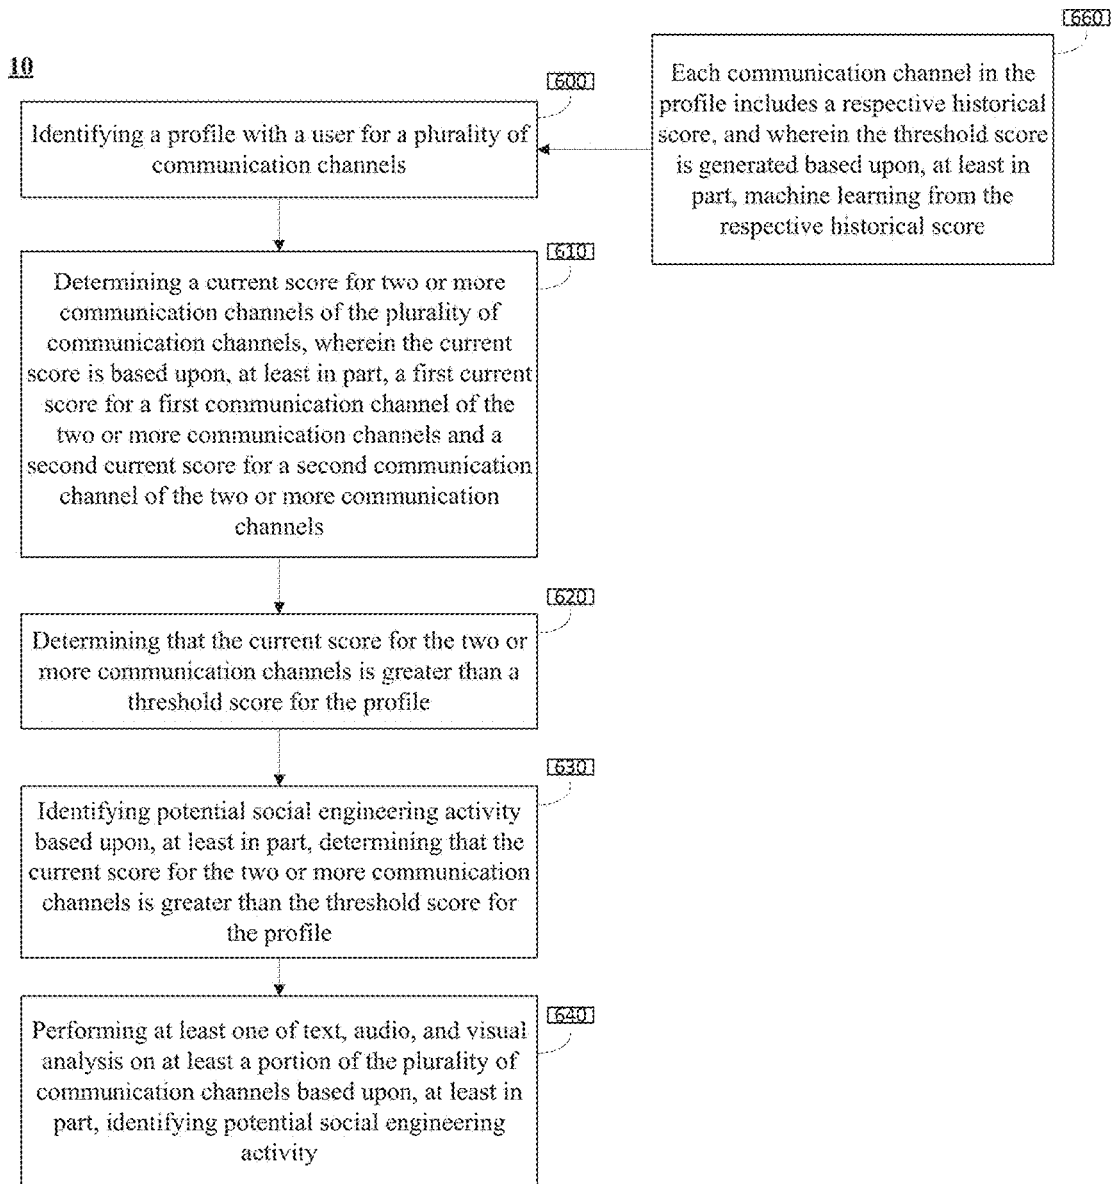 660
10
600
Each communication channel in the
profile includes a respective historical
score, and wherein the threshold score
is generated based upon, at least in
part, machine learning from the
respective historical score
Identifying a profile with a user for a plurality of
communication channels
610
Determining a current score for two or more
communication channels of the plurality of
communication channels, wherein the current
score is based upon, at least in part, a first current
score for a first communication channel of the
two or more communication channels and a
second current score for a second communication
channel of the two or more communication
channels
620
Determining that the current score for the two or
more communication channels is greater than a
threshold score for the profile
630
Identifying potential social engineering activity
based upon, at least in part, determining that the
current score for the two or more communication
channels is greater than the threshold score for
the profile
640
Performing at least one of text, audio, and visual
analysis on at least a portion of the plurality of
communication channels based upon, at least in
part, identifying potential social engineering
activity